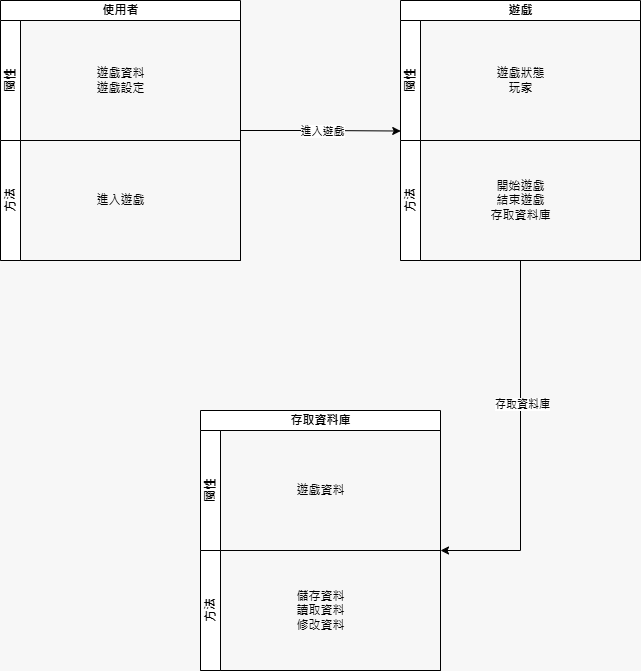 使用者
屬性
遊戲資料
遊戲設定
方法
進入遊戲
進入遊戲
遊戲
屬性
遊戲狀態
玩家
方法
開始遊戲
結束遊戲
存取資料庫
存取資料庫
存取資料庫
屬性
遊戲資料
方法
儲存資料
讀取資料
修改資料